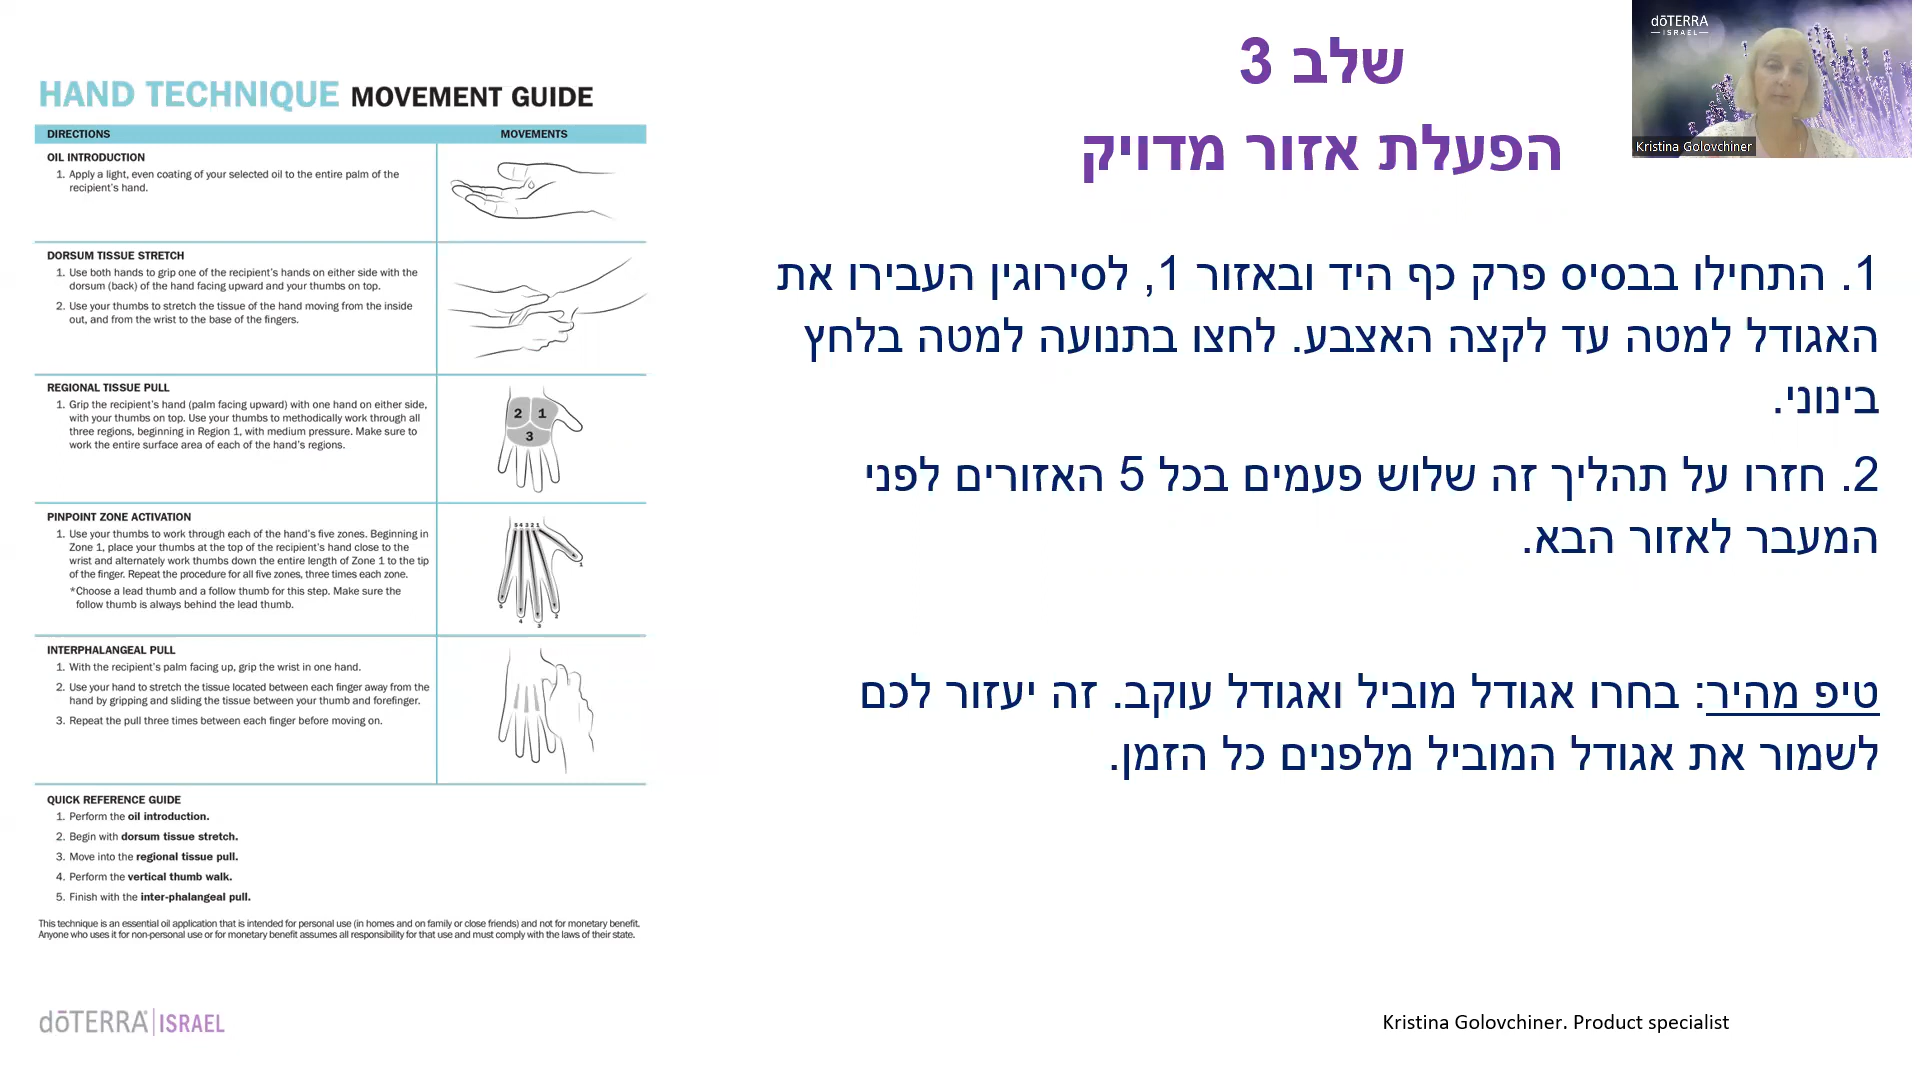 HAND TECHNIQUE MOVEMENT GUIDE
DIRECTIONS
MOVEMENTS
OIL INTRODUCTION
1. Apply a light, even coating of your selected oil to the entire palm of the
recipient's hand.
DORSUM TISSUE STRETCH
1. Use both hands to grip one of the recipient's hands on either side with the
dorsum (back) of the hand facing upward and your thumbs on top.
2. Use your thumbs to stretch the tissue of the hand moving from the inside
out, and from the wrist to the base of the fingers.
REGIONAL TISSUE PULL
1. Grip the recipient's hand (palm facing upward) with one hand on either side,
with your thumbs on top. Use your thumbs to methodically work through all
three regions, beginning in Region 1, with medium pressure. Make sure to
work the entire surface area of each of the hand's regions.
2 1
3
PINPOINT ZONE ACTIVATION
1. Use your thumbs to work through each of the hand's five zones. Beginning in
Zone 1, place your thumbs at the top of the recipient's hand close to the
wrist and alternately work thumbs down the entire length of Zone 1 to the tip
of the finger. Repeat the procedure for all five zones, three times each zone.
*Choose a lead thumb and a follow thumb for this step. Make sure the
follow thumb is always behind the lead thumb.
5 4 3 2 1
1
5
2
4
3
INTERPHALANGEAL PULL
1. With the recipient's palm facing up, grip the wrist in one hand.
2. Use your hand to stretch the tissue located between each finger away from the
hand by gripping and sliding the tissue between your thumb and forefinger.
3. Repeat the pull three times between each finger before moving on.
QUICK REFERENCE GUIDE
1. Perform the oil introduction.
2. Begin with dorsum tissue stretch.
3. Move into the regional tissue pull.
4. Perform the vertical thumb walk.
5. Finish with the inter-phalangeal pull.
This technique is an essential oil application that is intended for personal use (in homes and on family or close friends) and not for monetary benefit.
Anyone who uses it for non-personal use or for monetary benefit assumes all responsibility for that use and must comply with the laws of their state.
dōTERRA ISRAEL
שלב 3
הפעלת אזור מדויק
1. התחילו בבסיס פרק כף היד ובאזור 1, לסירוגין העבירו את
האגודל למטה עד לקצה האצבע. לחצו בתנועה למטה בלחץ
בינוני.
2. חזרו על תהליך זה שלוש פעמים בכל 5 האזורים לפני
המעבר לאזור הבא.
טיפ מהיר: בחרו אגודל מוביל ואגודל עוקב. זה יעזור לכם
לשמור את אגודל המוביל מלפנים כל הזמן.
Kristina Golovchiner. Product specialist
dōTERRA
ISRAEL
Kristina Golovchiner